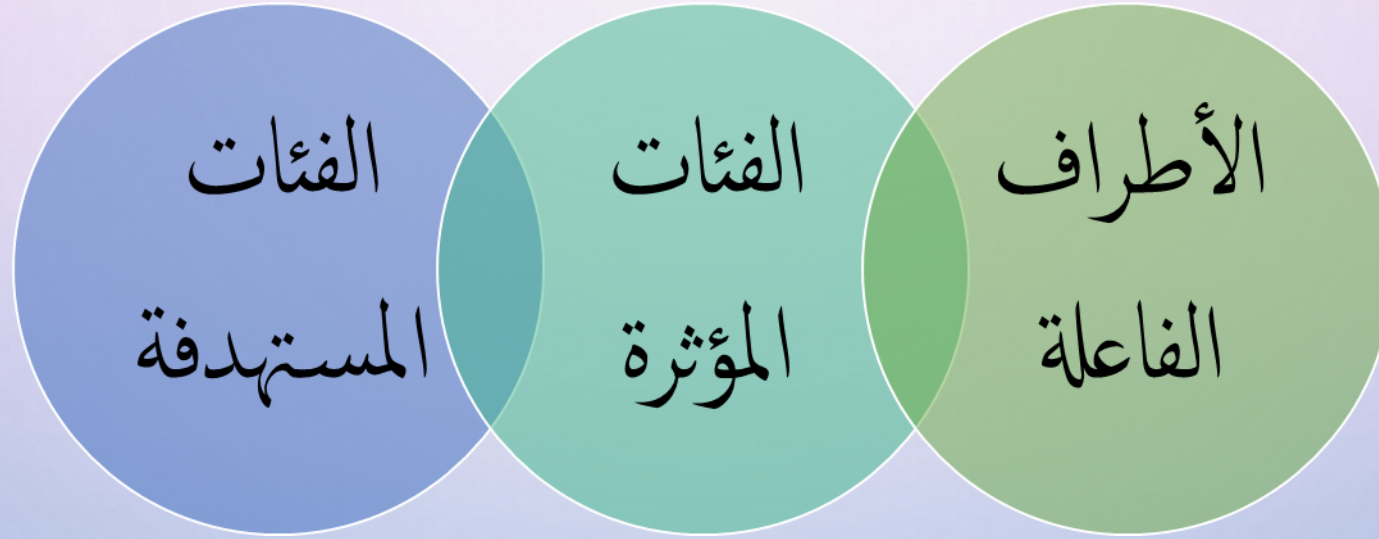 الأطراف
الفاعلة
الفئات
المؤثرة
الفئات
المستهدفة